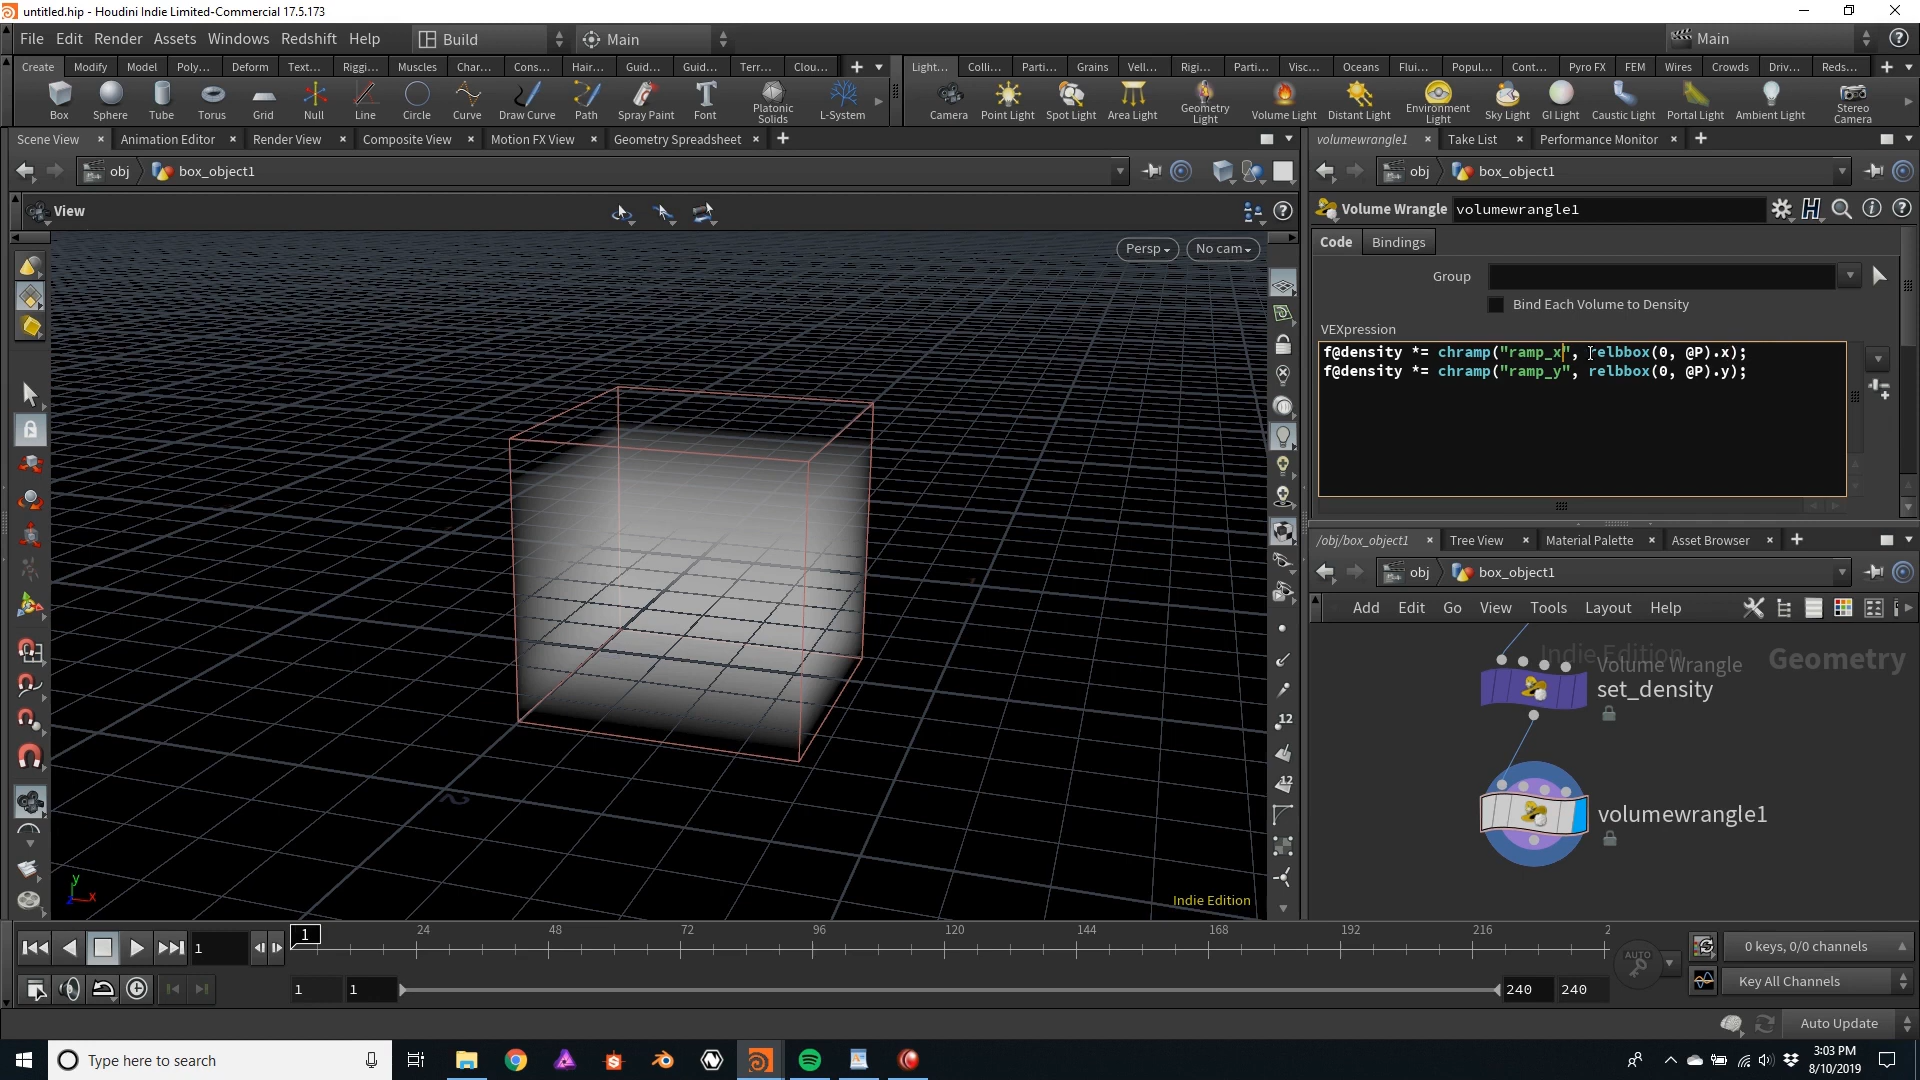 untitled.hip - Houdini Indie Limited-Commercial 17.5.173
File Edit Render Assets Windows Redshift Help Build Main Main
Create Modify Model Poly... Deform Text... Riggi... Muscles Char... Cons... Hair... Guid... Guid... Terr... Clou... Light... Colli... Parti... Grains Vell... Rigi... Parti... Visc... Oceans Flui... Popul... Cont... Pyro FX FEM Wires Crowds Driv... Reds...
Box Sphere Tube Torus Grid Null Line Circle Curve Draw Curve Path Spray Paint Font Platonic Solids L-System Camera Point Light Spot Light Area Light Geometry Light Volume Light Distant Light Environment Light Sky Light GI Light Caustic Light Portal Light Ambient Light Stereo Camera
Scene View Animation Editor Render View Composite View Motion FX View Geometry Spreadsheet volumewrangle1 Take List Performance Monitor
obj box_object1 obj box_object1
View Volume Wrangle volumewrangle1
Persp No cam Code Bindings
Group
Bind Each Volume to Density
VEXpression
f@density *= chramp("ramp_x", relbbox(0, @P).x);
f@density *= chramp("ramp_y", relbbox(0, @P).y);
/obj/box_object1 Tree View Material Palette Asset Browser
obj box_object1
Add Edit Go View Tools Layout Help
Indie Edition
Volume Wrangle
Geometry
set_density
12
12
volumewrangle1
2
y
x
z
Indie Edition
1 1 24 48 72 96 120 144 168 192 216 2
AUTO
0 keys, 0/0 channels
1 1 240 240 Key All Channels
Auto Update
Type here to search
3:03 PM
8/10/2019